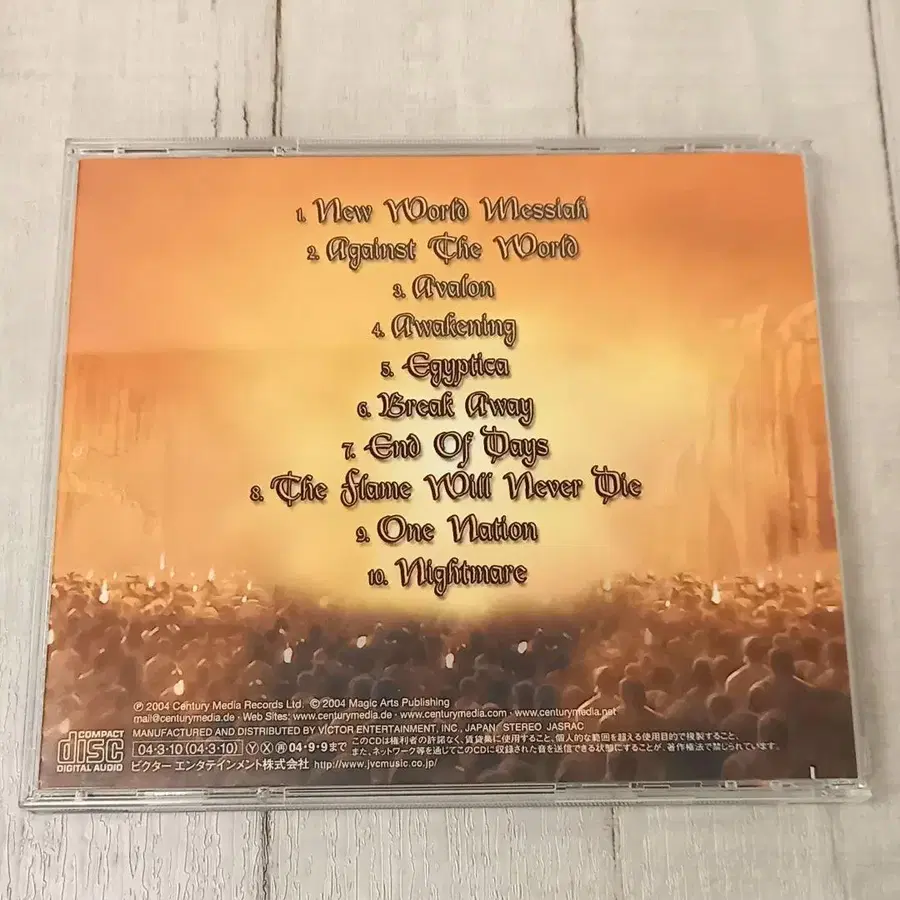 1. New World Messiah
2. Against The World
3. Avalon
4. Awakening
5. Egyptica
6. Break Away
7. End Of Days
8. The Flame Will Never Die
9. One Nation
10. Nightmare
℗ 2004 Century Media Records Ltd. © 2004 Magic Arts Publishing
mail@centurymedia.de · Web Sites: www.centurymedia.de · www.centurymedia.com · www.centurymedia.net
MANUFACTURED AND DISTRIBUTED BY VICTOR ENTERTAINMENT, INC., JAPAN. STEREO JASRAC
COMPACT disc DIGITAL AUDIO
04·3·10 (04·3·10) Ⓨ Ⓧ ㊢ 04·9·9まで
このCDは権利者の許諾なく、賃貸業に使用すること、個人的な範囲を超える使用目的で複製すること、
また、ネットワーク等を通じてこのCDに収録された音を送信できる状態にすることが、著作権法で禁じられています。
ビクター エンタテインメント株式会社 http://www.jvcmusic.co.jp/